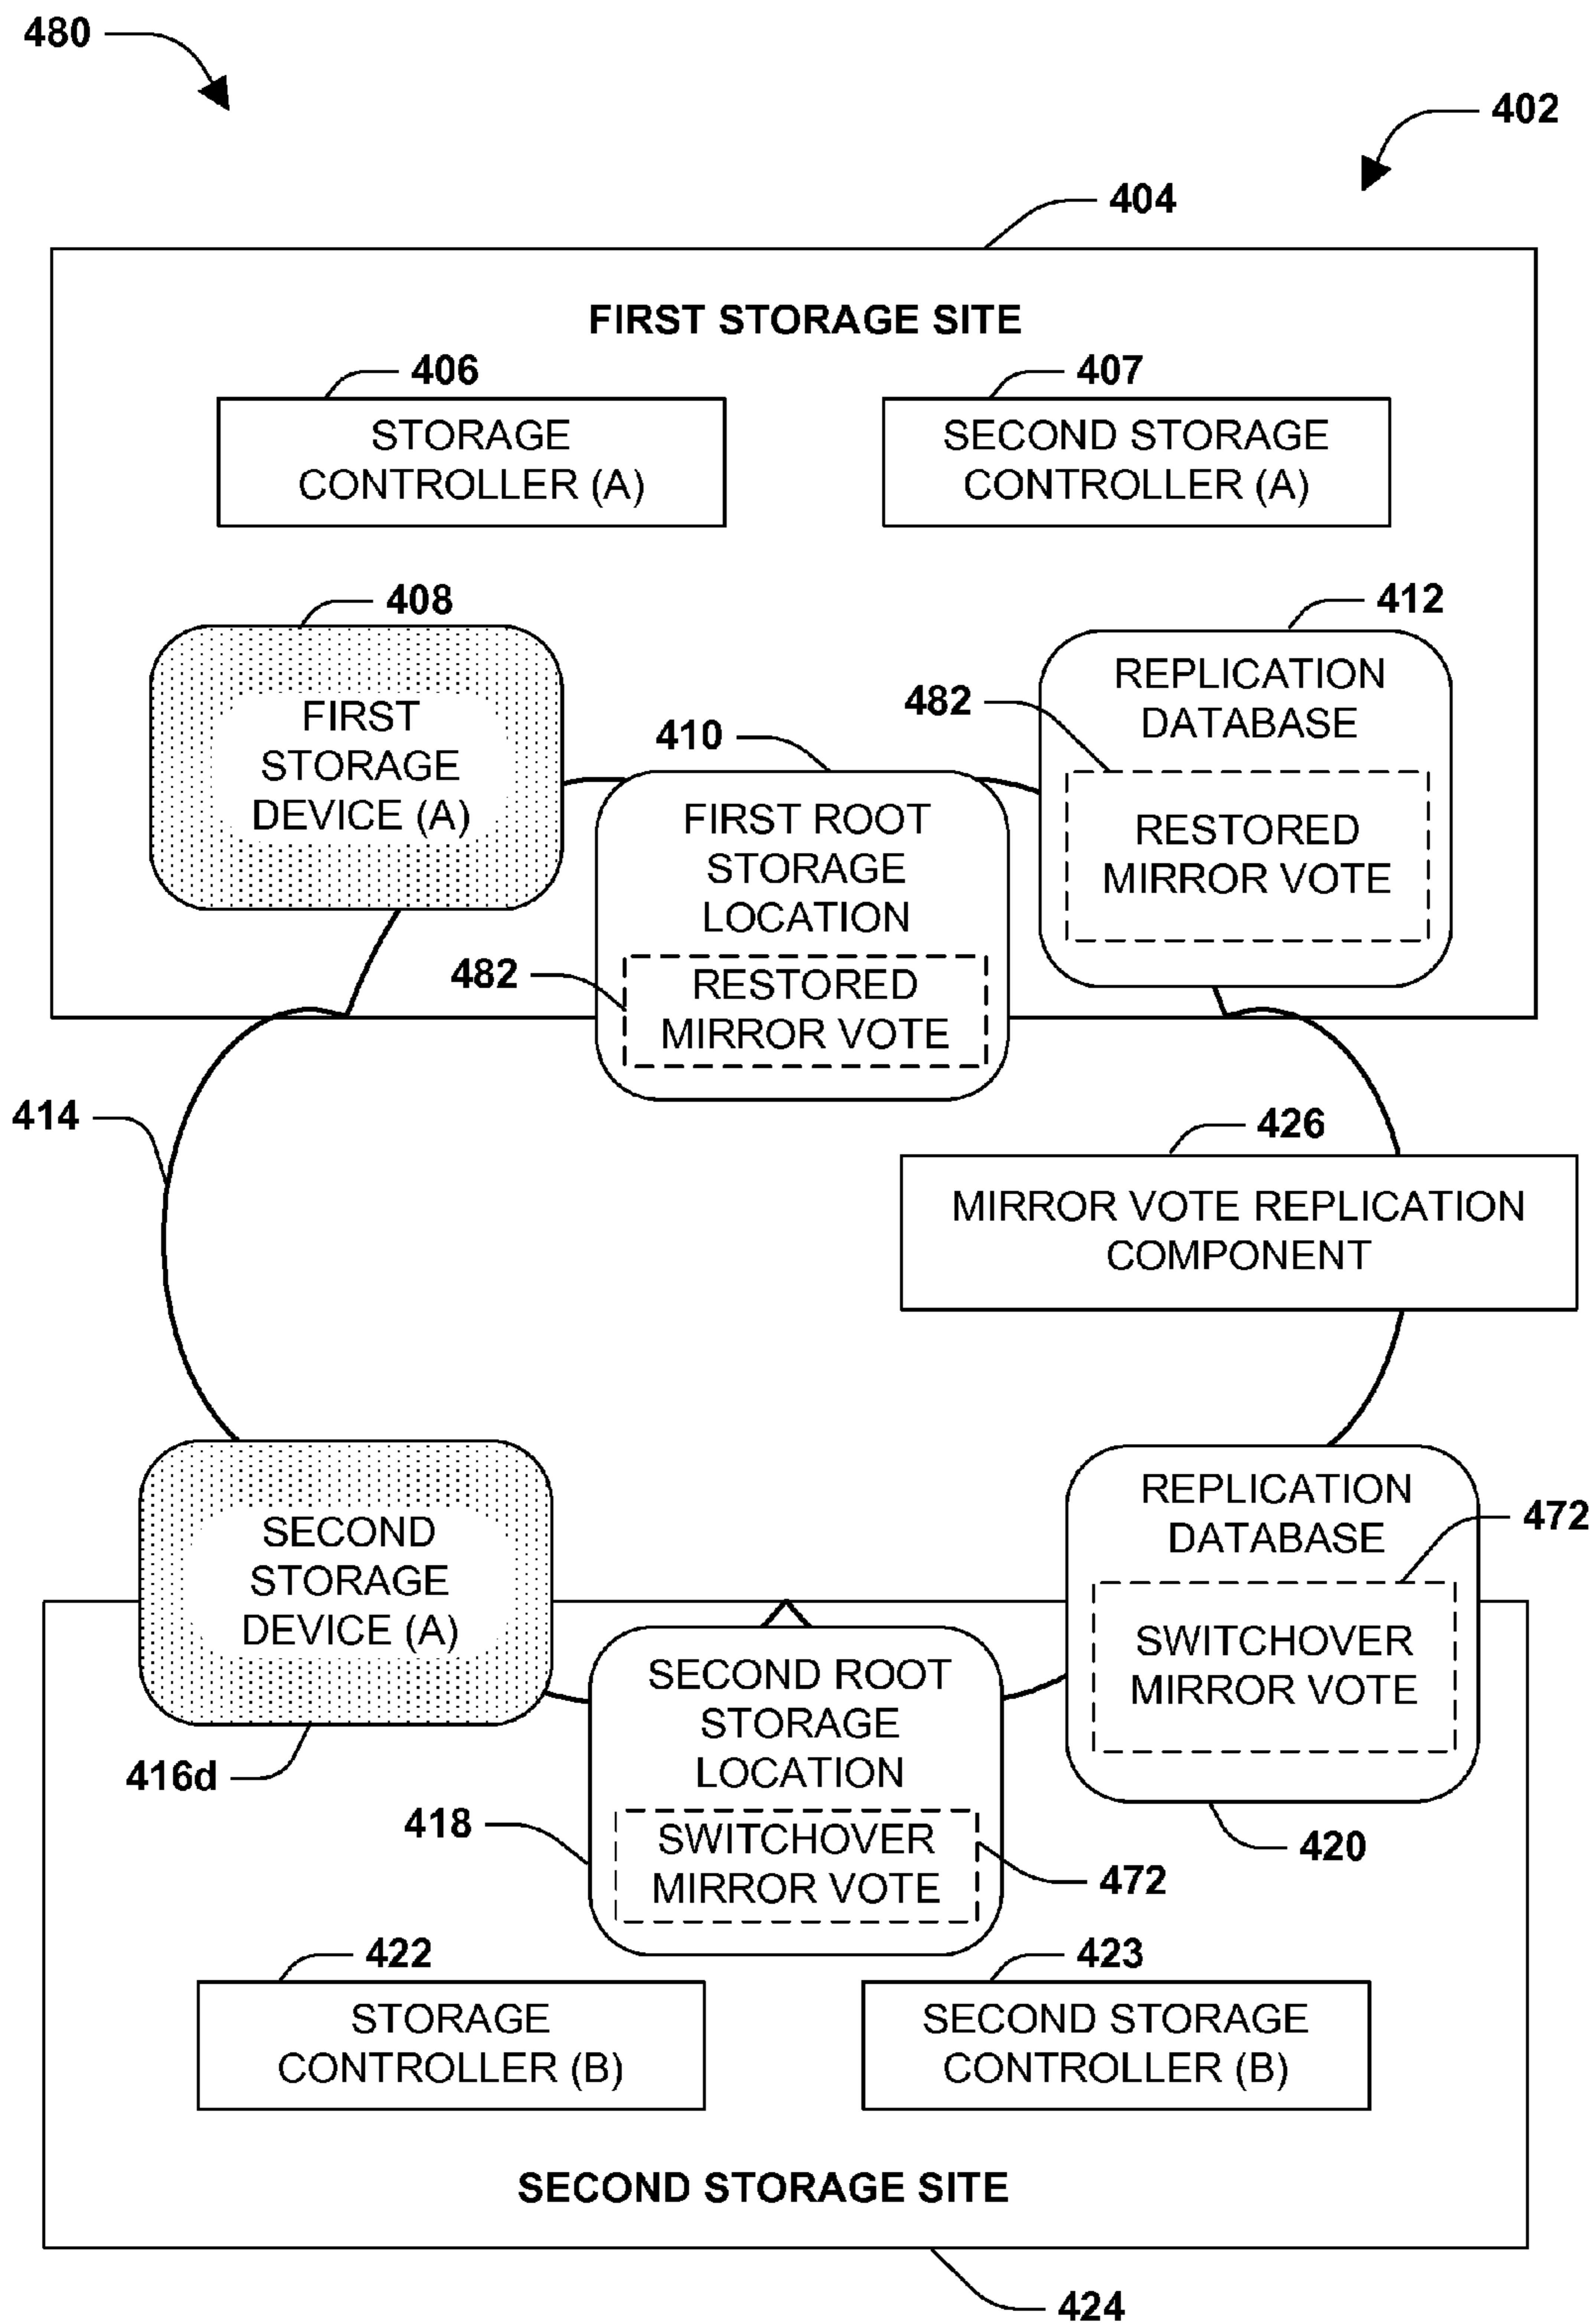 480
402
404
FIRST STORAGE SITE
406
407
STORAGE
CONTROLLER (A)
SECOND STORAGE
CONTROLLER (A)
408
412
FIRST
STORAGE
DEVICE (A)
410
482
REPLICATION
DATABASE
RESTORED
MIRROR VOTE
FIRST ROOT
STORAGE
LOCATION
482
RESTORED
MIRROR VOTE
414
426
MIRROR VOTE REPLICATION
COMPONENT
SECOND
STORAGE
DEVICE (A)
416d
REPLICATION
DATABASE
472
SWITCHOVER
MIRROR VOTE
420
SECOND ROOT
STORAGE
LOCATION
418
SWITCHOVER
MIRROR VOTE
472
422
423
STORAGE
CONTROLLER (B)
SECOND STORAGE
CONTROLLER (B)
SECOND STORAGE SITE
424